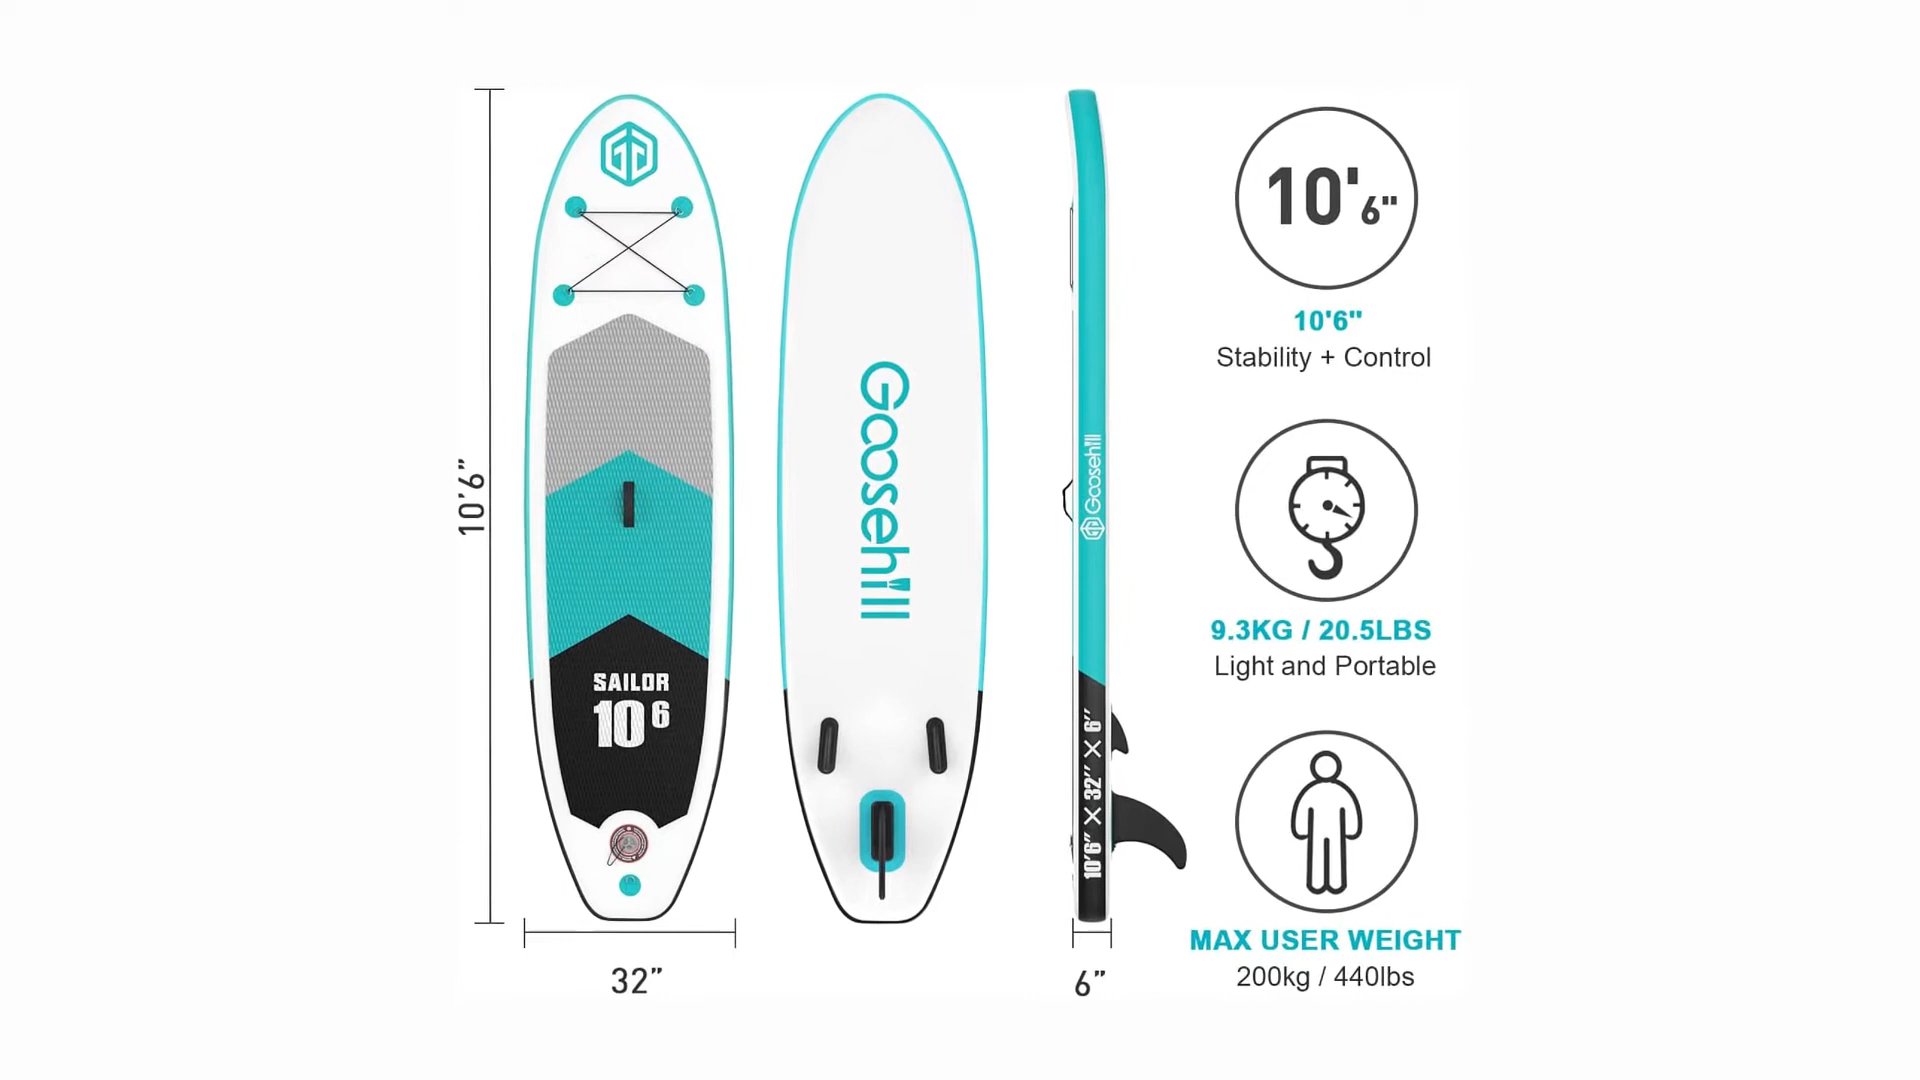 10'6”
SAILOR
10 6
32”
Goosehill
Goosehill
10'6” X 32” X 6”
6”
10'6"
10'6"
Stability + Control
9.3KG / 20.5LBS
Light and Portable
MAX USER WEIGHT
200kg / 440lbs